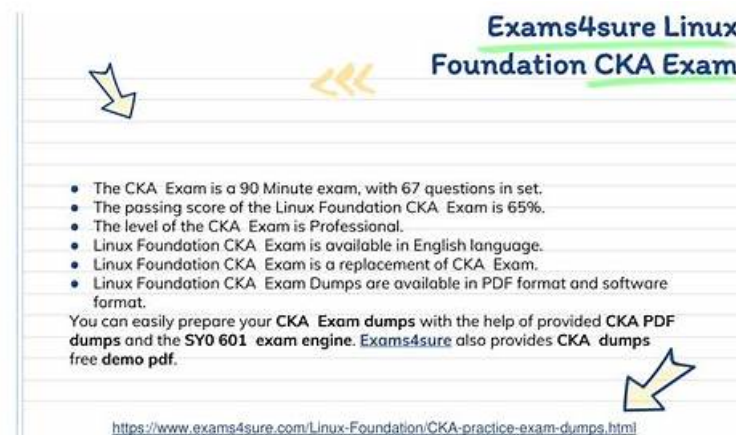 Exams4sure Linux
Foundation CKA Exam
• The CKA Exam is a 90 Minute exam, with 67 questions in set.
• The passing score of the Linux Foundation CKA Exam is 65%.
• The level of the CKA Exam is Professional.
• Linux Foundation CKA Exam is available in English language.
• Linux Foundation CKA Exam is a replacement of CKA Exam.
• Linux Foundation CKA Exam Dumps are available in PDF format and software
format.
You can easily prepare your CKA Exam dumps with the help of provided CKA PDF
dumps and the SY0 601 exam engine. Exams4sure also provides CKA dumps
free demo pdf.
https://www.exams4sure.com/Linux-Foundation/CKA-practice-exam-dumps.html